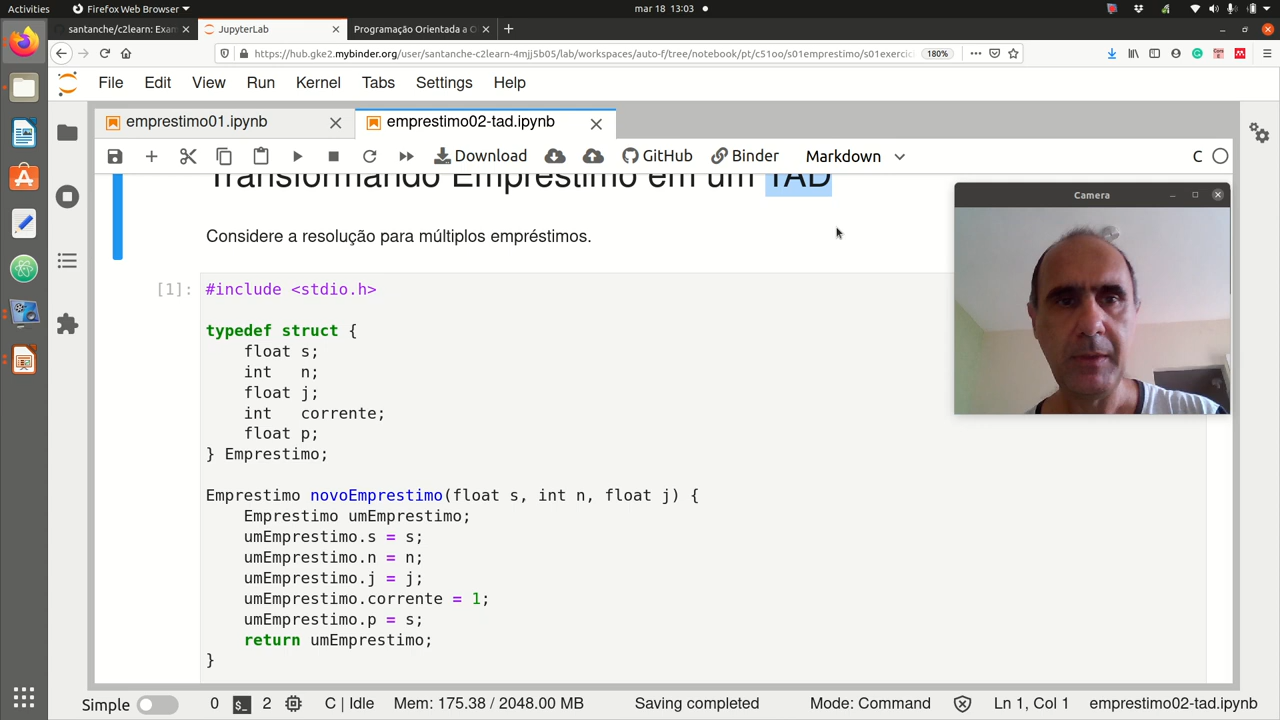 Activities
Firefox Web Browser
mar 18 13:03
santanche/c2learn: Exam
JupyterLab
Programação Orientada a O
https://hub.gke2.mybinder.org/user/santanche-c2learn-4mjj5b05/lab/workspaces/auto-f/tree/notebook/pt/c51oo/s01emprestimo/s01exerci
180%
File Edit View Run Kernel Tabs Settings Help
emprestimo01.ipynb
emprestimo02-tad.ipynb
Download
GitHub
Binder
Markdown
C
Transformando Empréstimo em um TAD
Camera
Considere a resolução para múltiplos empréstimos.
[1]:
#include <stdio.h>
typedef struct {
float s;
int n;
float j;
int corrente;
float p;
} Emprestimo;
Emprestimo novoEmprestimo(float s, int n, float j) {
Emprestimo umEmprestimo;
umEmprestimo.s = s;
umEmprestimo.n = n;
umEmprestimo.j = j;
umEmprestimo.corrente = 1;
umEmprestimo.p = s;
return umEmprestimo;
}
Simple 0 $_ 2 C | Idle Mem: 175.38 / 2048.00 MB Saving completed Mode: Command Ln 1, Col 1 emprestimo02-tad.ipynb